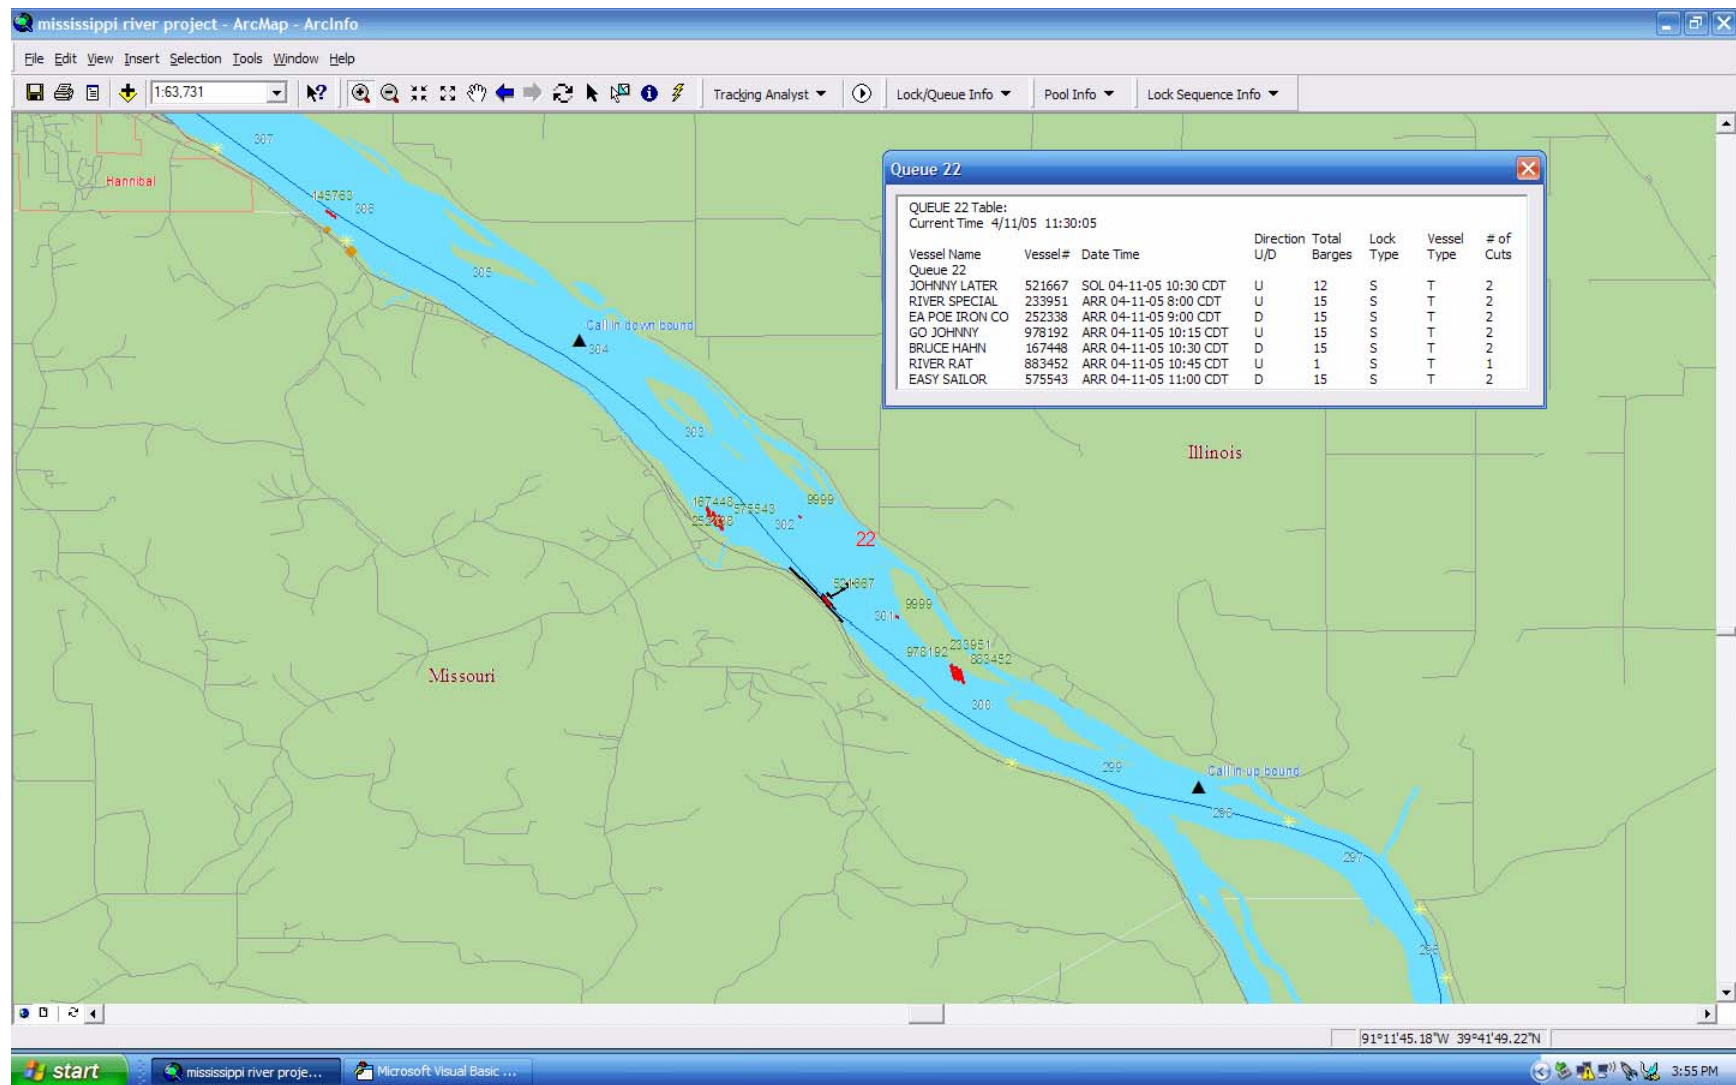 mississippi river project - ArcMap - ArcInfo
File Edit View Insert Selection Tools Window Help
1:63,731 Tracking Analyst Lock/Queue Info Pool Info Lock Sequence Info
307
Hannibal
145763
306
305
Call in down bound
304
303
167448
575543
9999
302
22
521667
9999
301
978192
233951
883452
300
299
Call in up bound
298
297
296
Missouri
Illinois
Queue 22
QUEUE 22 Table:
Current Time 4/11/05 11:30:05
Vessel Name Vessel# Date Time Direction U/D Total Barges Lock Type Vessel Type # of Cuts
Queue 22
JOHNNY LATER 521667 SOL 04-11-05 10:30 CDT U 12 S T 2
RIVER SPECIAL 233951 ARR 04-11-05 8:00 CDT U 15 S T 2
EA POE IRON CO 252338 ARR 04-11-05 9:00 CDT D 15 S T 2
GO JOHNNY 978192 ARR 04-11-05 10:15 CDT U 15 S T 2
BRUCE HAHN 167448 ARR 04-11-05 10:30 CDT D 15 S T 2
RIVER RAT 883452 ARR 04-11-05 10:45 CDT U 1 S T 1
EASY SAILOR 575543 ARR 04-11-05 11:00 CDT D 15 S T 2
91°11'45.18"W 39°41'49.22"N
start mississippi river proje... Microsoft Visual Basic ... 3:55 PM